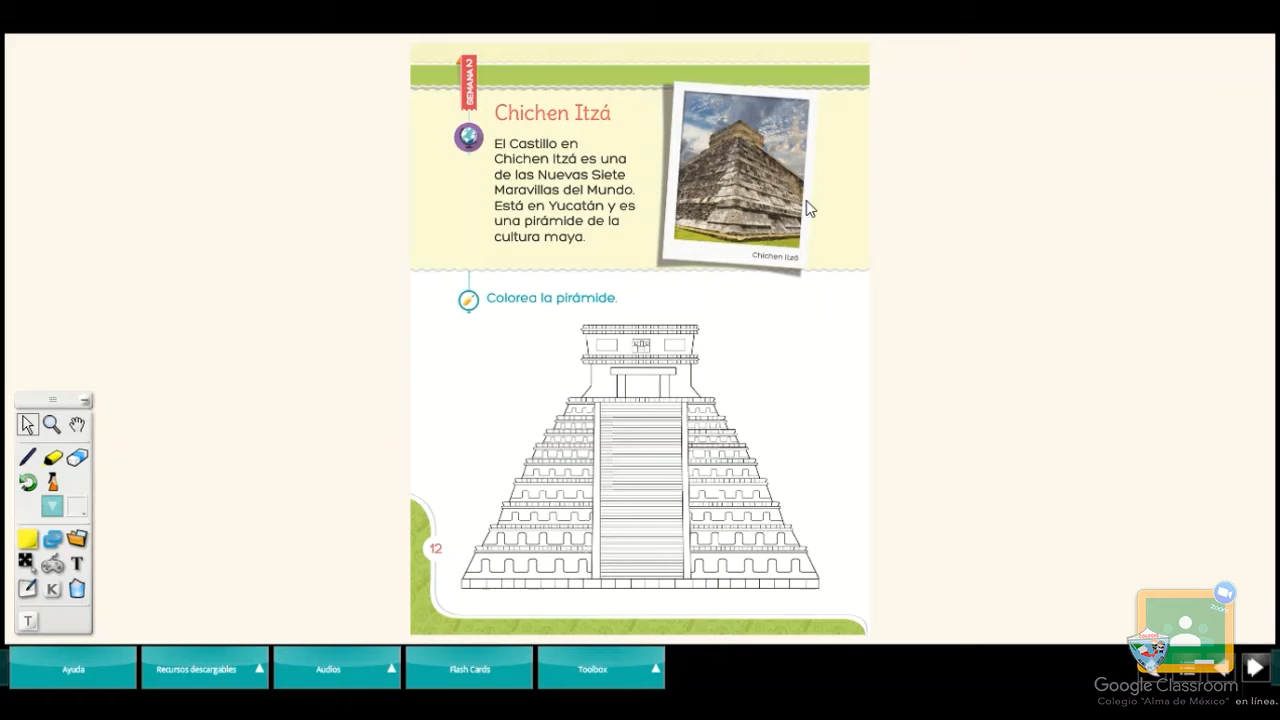 SEMANA 2
Chichen Itzá
El Castillo en
Chichen Itzá es una
de las Nuevas Siete
Maravillas del Mundo.
Está en Yucatán y es
una pirámide de la
cultura maya.
Chichen Itzá
Colorea la pirámide.
12
T
K
T
Ayuda
Recursos descargables
Audios
Flash Cards
Toolbox
zoom
COLEGIO
Google Classroom
Colegio "Alma de México" en línea.